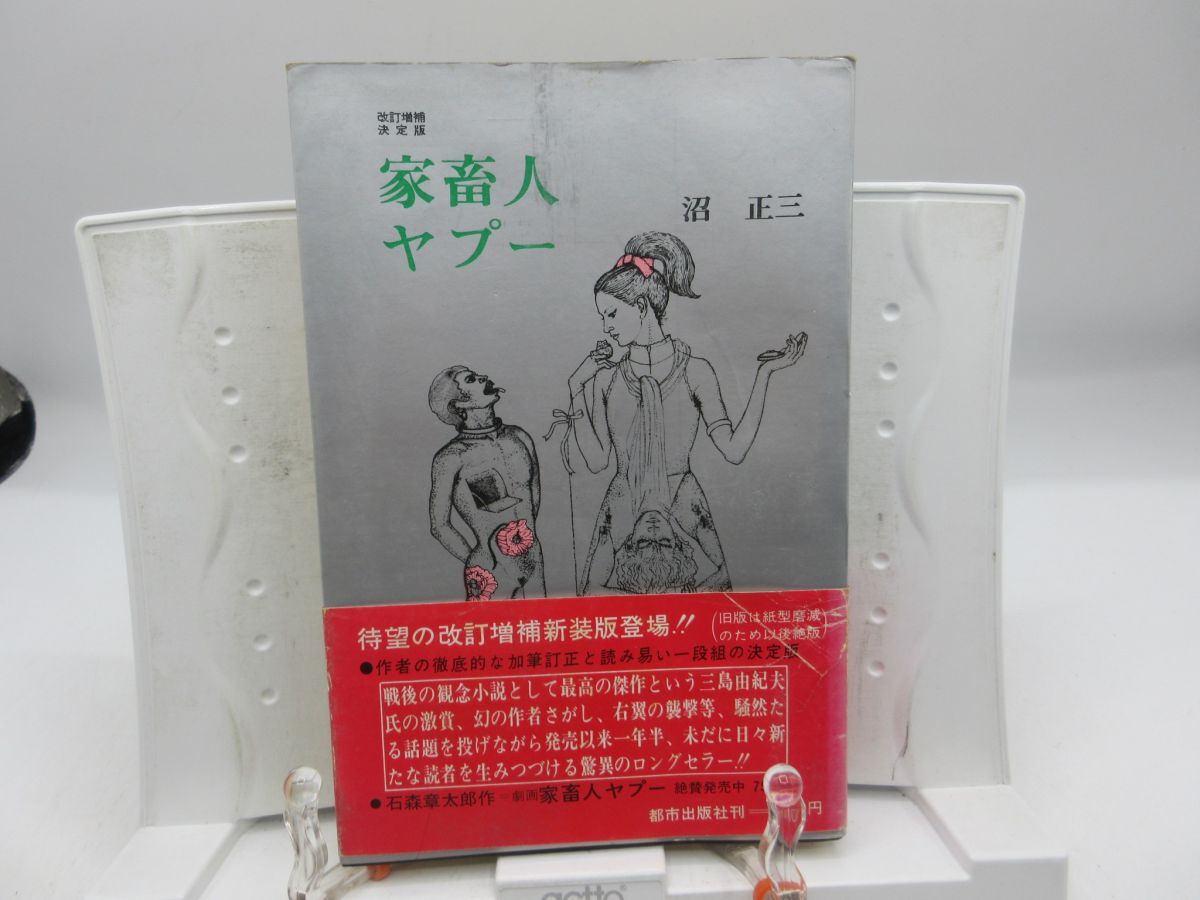 改訂増補
決定版
家畜人
ヤプー
沼 正三
待望の改訂増補新装版登場!!
(旧版は紙型磨滅
のため以後絶版)
●作者の徹底的な加筆訂正と読み易い一段組の決定版
戦後の観念小説として最高の傑作という三島由紀夫
氏の激賞、幻の作者さがし、右翼の襲撃等、騒然た
る話題を投げながら発売以来一年半、未だに日々新
たな読者を生みつづける驚異のロングセラー!!
●石森章太郎作=劇画家畜人ヤプー 絶賛発売中
都市出版社刊 円
actto